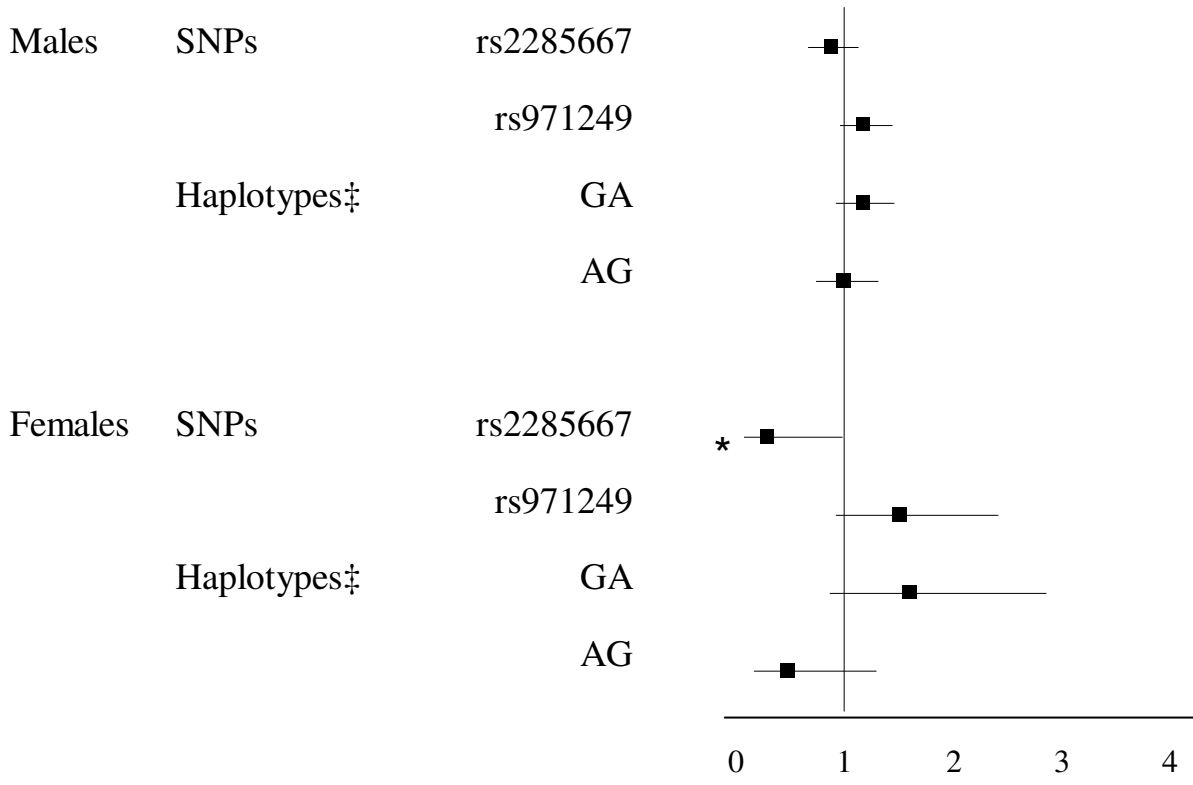 Males SNPs rs2285667
rs971249
Haplotypes‡ GA
AG
Females SNPs rs2285667
*
rs971249
Haplotypes‡ GA
AG
0 1 2 3 4